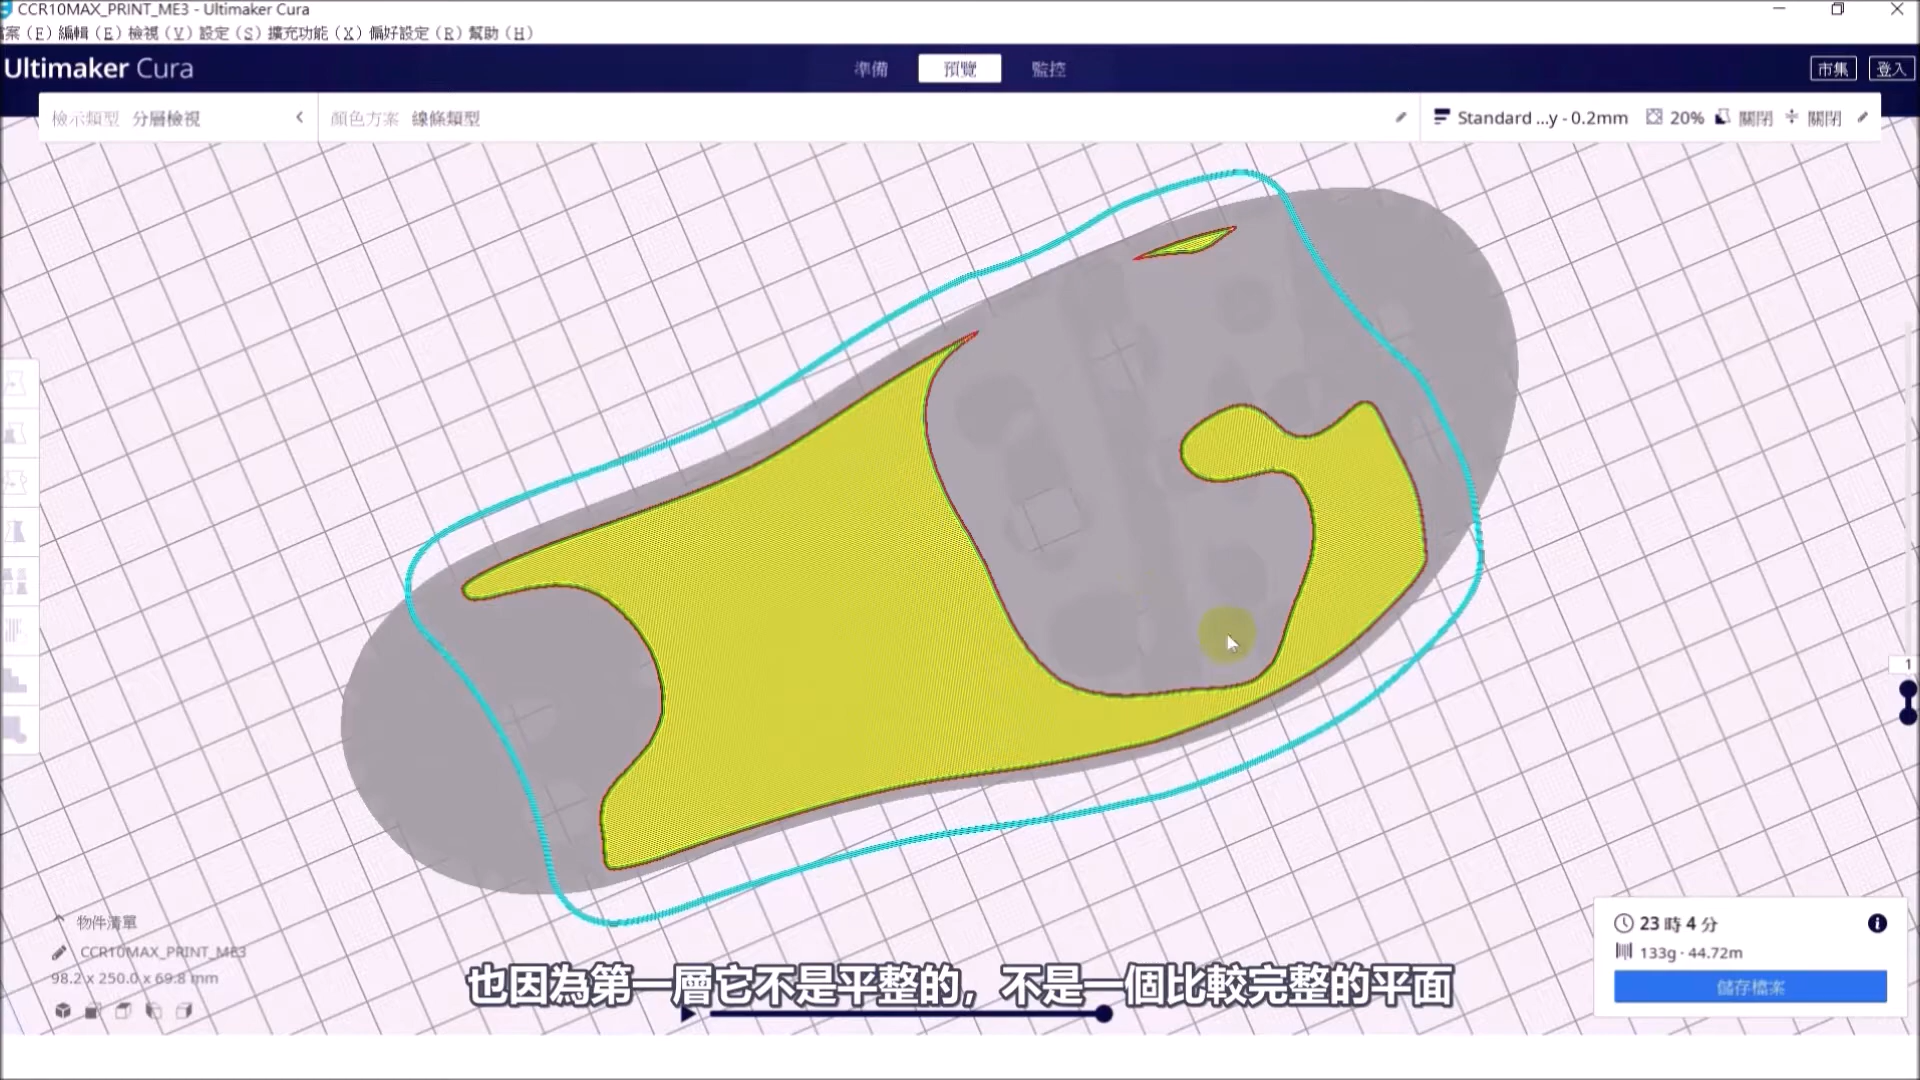 CCR10MAX_PRINT_ME3 - Ultimaker Cura
檔案 (F) 編輯 (E) 檢視 (V) 設定 (S) 擴充功能 (X) 偏好設定 (R) 幫助 (H)
Ultimaker Cura
準備 預覽 監控
市集 登入
檢示類型 分層檢視
顏色方案 線條類型
Standard ...y - 0.2mm 20% 關閉 關閉
1
物件清單
CCR10MAX_PRINT_ME3
98.2 x 250.0 x 69.8 mm
23 時 4 分
133g · 44.72m
儲存檔案
也因為第一層它不是平整的，不是一個比較完整的平面